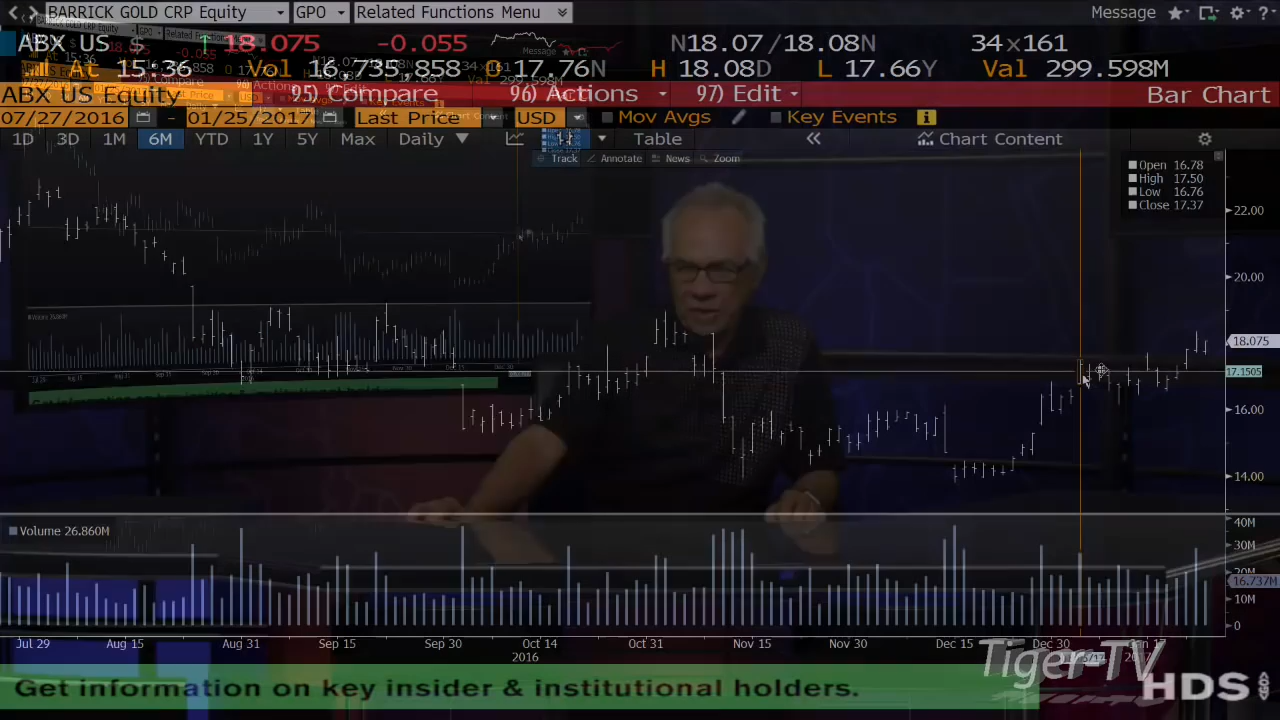 BARRICK GOLD CRP Equity GPO Related Functions Menu Message ?
ABX US $ ↑ 18.075 -0.055 N18.07/18.08N 34x161
At 15:36 Vol 16,735,858 O 17.76N H 18.08D L 17.66Y Val 299.598M
ABX US Equity 95) Compare 96) Actions 97) Edit Bar Chart
07/27/2016 - 01/25/2017 Last Price USD Mov Avgs Key Events
1D 3D 1M 6M YTD 1Y 5Y Max Daily Table « Chart Content
Track Annotate News Zoom
Open 16.78
High 17.50
Low 16.76
Close 17.37
22.00
20.00
18.075
17.1505
16.00
14.00
Volume 26.860M
40M
30M
20M
16.737M
10M
0
Jul 29 Aug 15 Aug 31 Sep 15 Sep 30 Oct 14 Oct 31 Nov 15 Nov 30 Dec 15 Dec 30 Jan 17
2016
Tiger-TV
HDS
Get information on key insider & institutional holders.